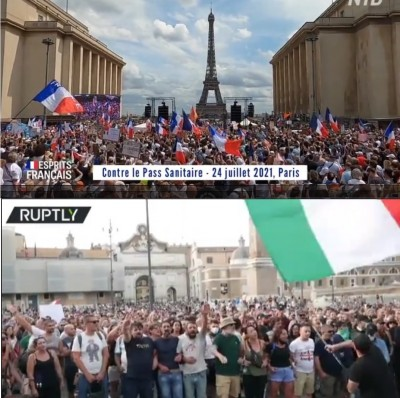 NTD
ESPRITS
FRANÇAIS
Contre le Pass Sanitaire - 24 juillet 2021, Paris
RUPTLY